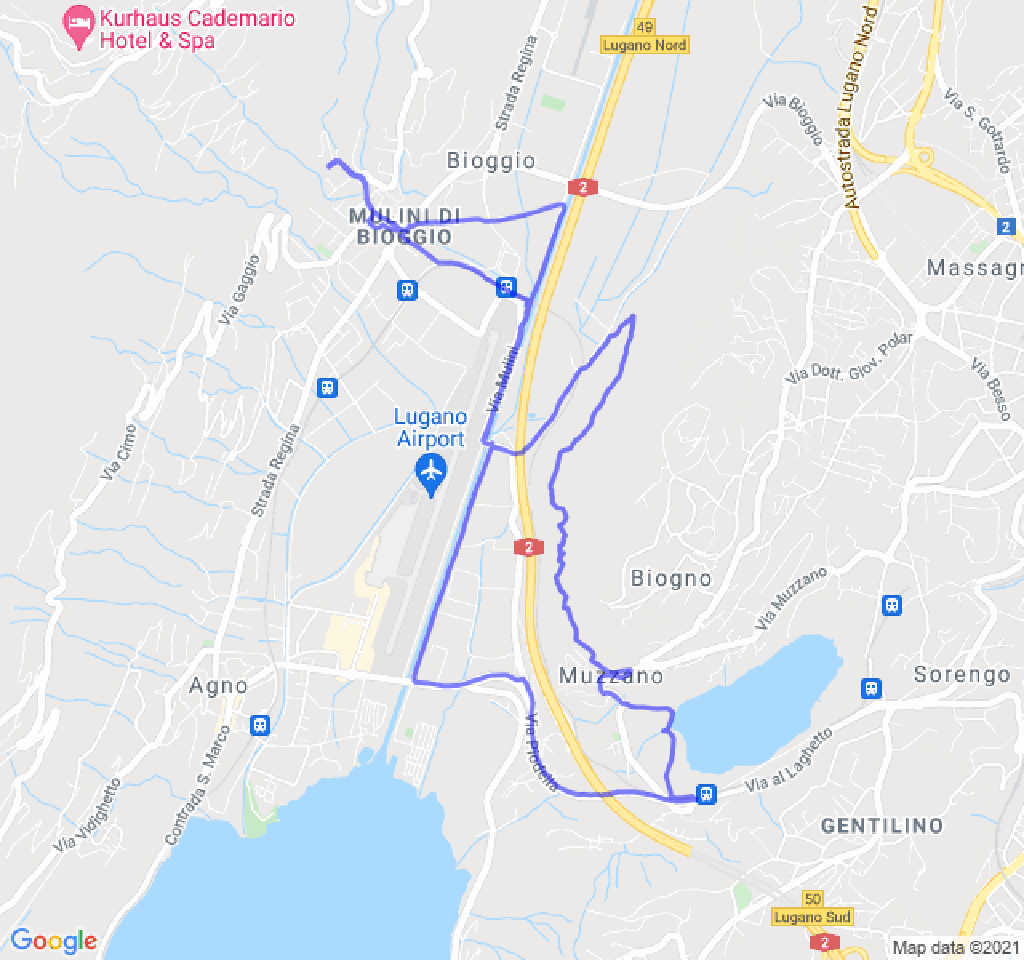 Kurhaus Cademario
Hotel & Spa
49
Lugano Nord
Strada Regina
Autostrada Lugano Nord
Via S. Gottardo
Via Bioggio
Bioggio
2
MULINI DI
BIOGGIO
2
Massagn
Via Gaggio
Via Mulini
Via Dott. Giov. Polar
Via Besso
Lugano
Airport
Via Cimo
Strada Regina
2
Biogno
Via Muzzano
Muzzano
Sorengo
Agno
Via Piodella
Via al Laghetto
Contrada S. Marco
Via Vidighetto
GENTILINO
50
Lugano Sud
2
Google
Map data ©2021